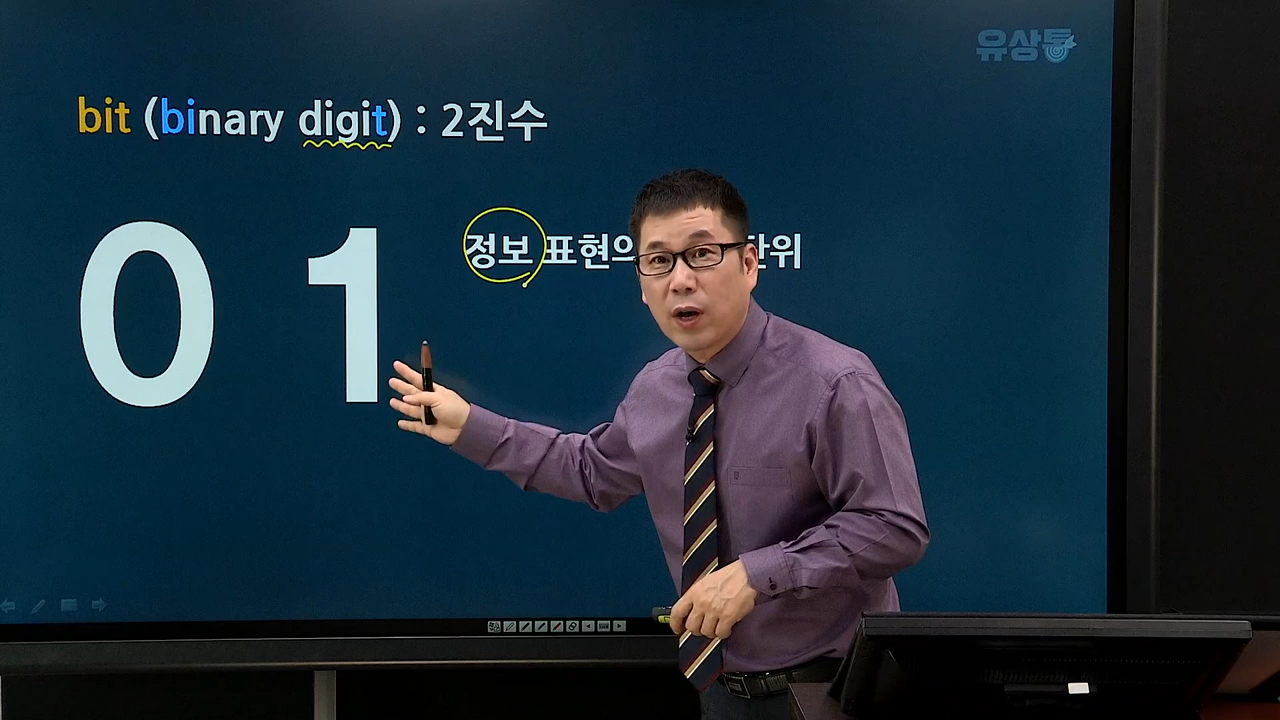 유상통
bit (binary digit) : 2진수
0 1
정보 표현의 단위